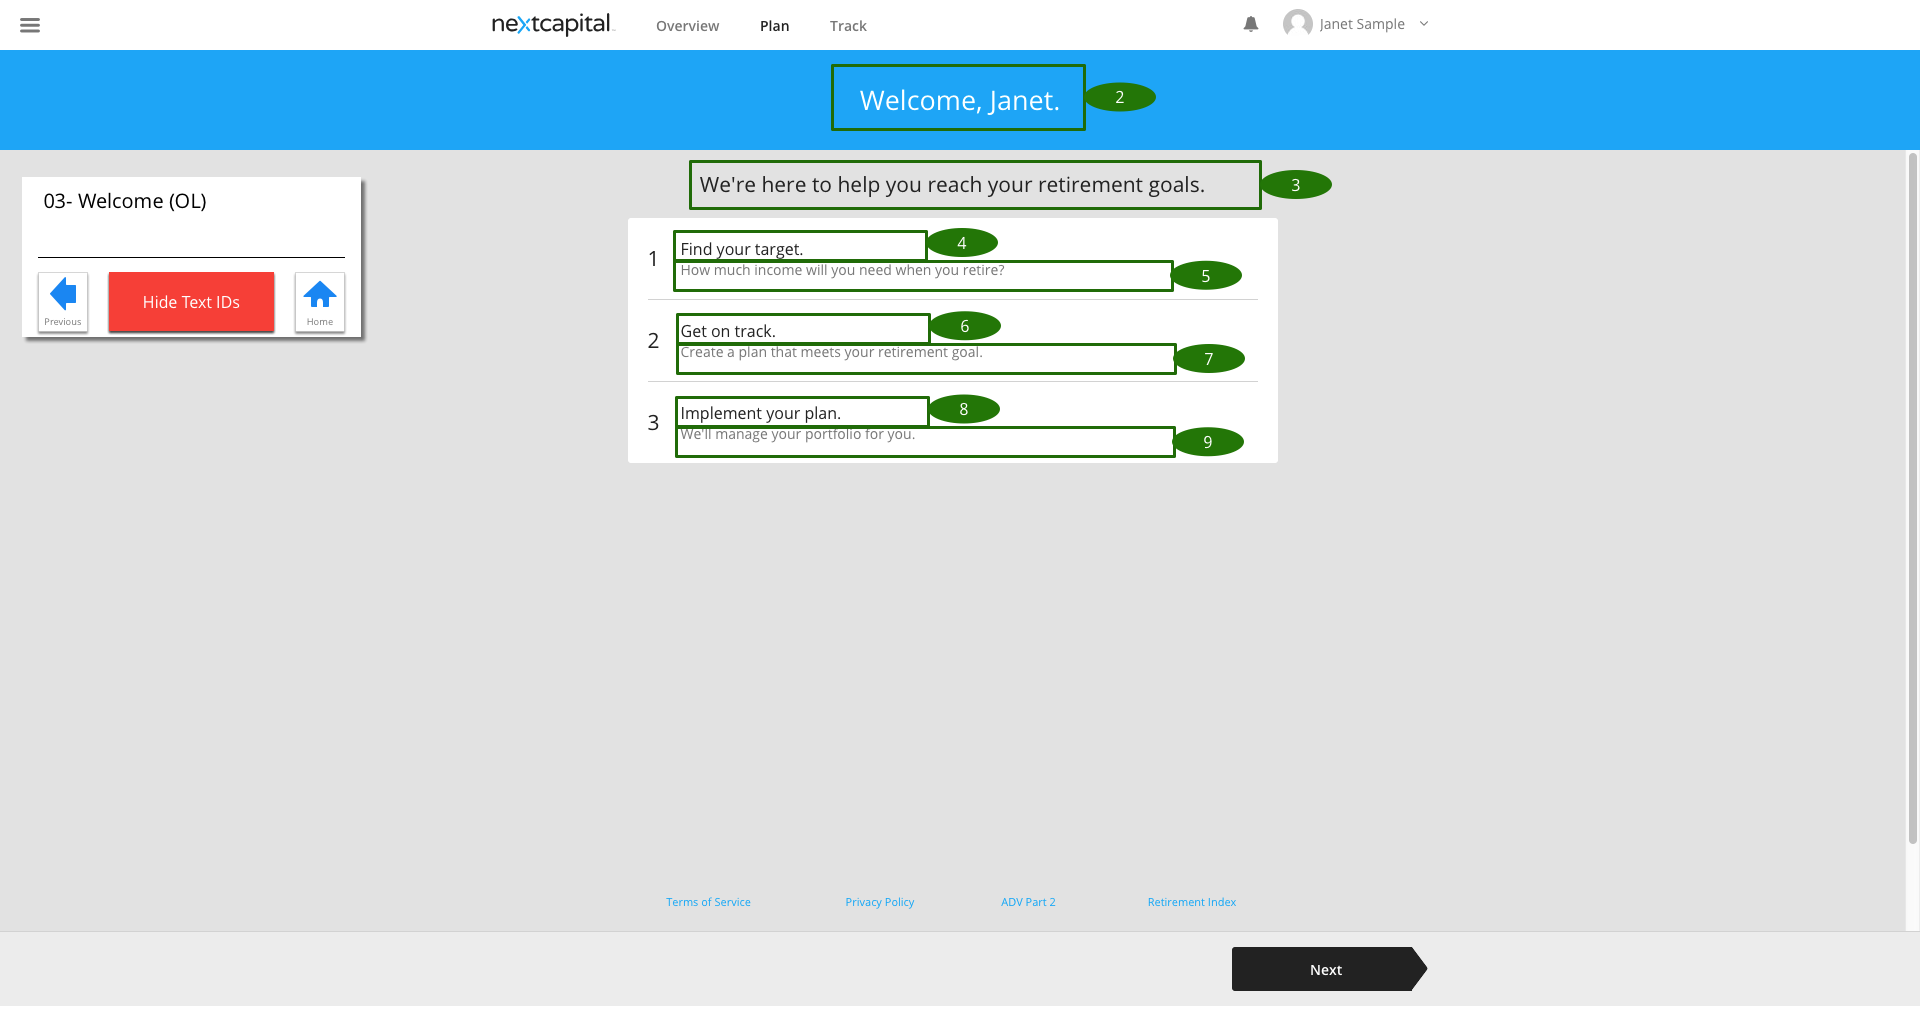 nextcapital
Overview
Plan
Track
Janet Sample
Welcome, Janet.
2
03- Welcome (OL)
Previous
Hide Text IDs
Home
We're here to help you reach your retirement goals.
3
1
Find your target.
4
How much income will you need when you retire?
5
2
Get on track.
6
Create a plan that meets your retirement goal.
7
3
Implement your plan.
8
We'll manage your portfolio for you.
9
Terms of Service
Privacy Policy
ADV Part 2
Retirement Index
Next